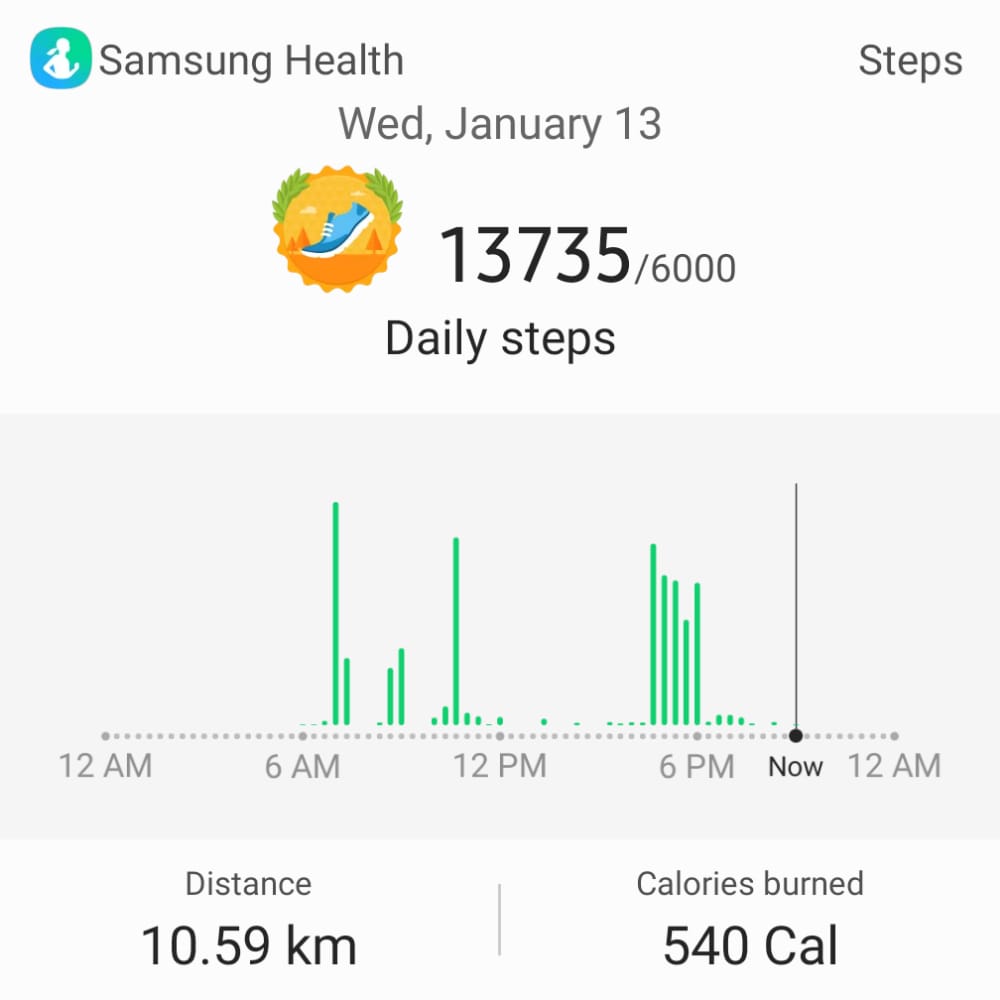 Samsung Health Steps
Wed, January 13
13735/6000
Daily steps
12 AM 6 AM 12 PM 6 PM Now 12 AM
Distance Calories burned
10.59 km 540 Cal